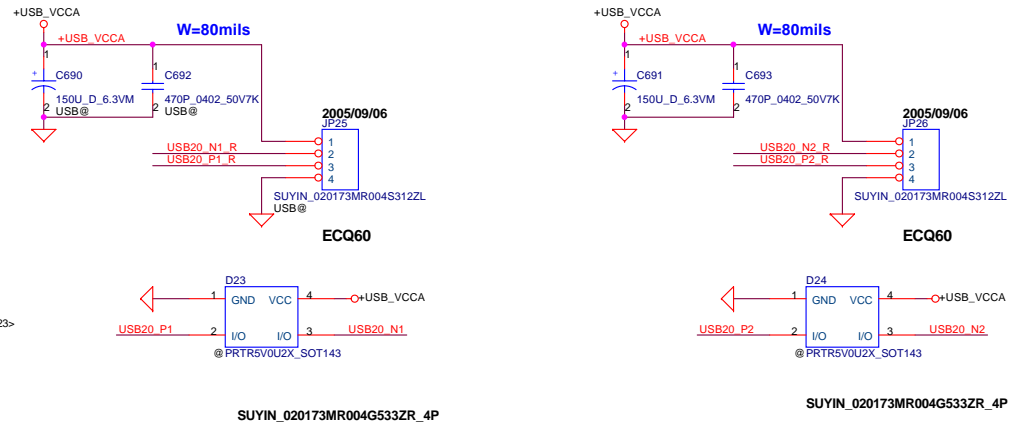 +USB_VCCA
W=80mils
+USB_VCCA
1
+
C690
150U_D_6.3VM
2
USB@
1
C692
470P_0402_50V7K
2
USB@
2005/09/06
JP25
1
2
3
4
USB20_N1_R
USB20_P1_R
SUYIN_020173MR004S312ZL
USB@
ECQ60
+USB_VCCA
W=80mils
+USB_VCCA
1
+
C691
150U_D_6.3VM
2
1
C693
470P_0402_50V7K
2
2005/09/06
JP26
1
2
3
4
USB20_N2_R
USB20_P2_R
SUYIN_020173MR004S312ZL
ECQ60
23>
D23
1
GND
VCC
4
+USB_VCCA
USB20_P1
2
I/O
I/O
3
USB20_N1
@
PRTR5V0U2X_SOT143
SUYIN_020173MR004G533ZR_4P
D24
1
GND
VCC
4
+USB_VCCA
USB20_P2
2
I/O
I/O
3
USB20_N2
@
PRTR5V0U2X_SOT143
SUYIN_020173MR004G533ZR_4P